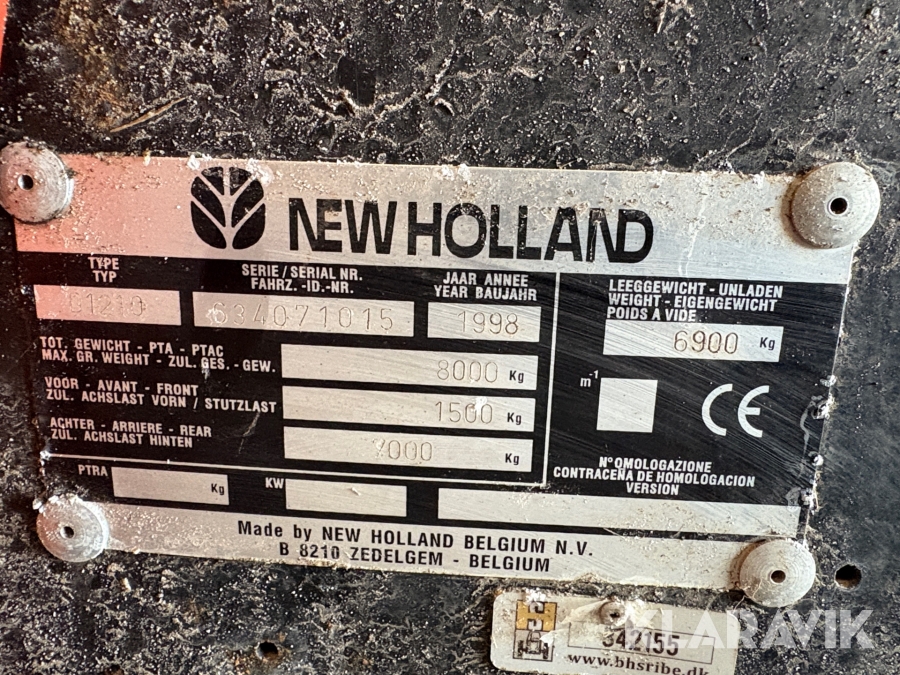 NEW HOLLAND
TYPE
TYP
SERIE / SERIAL NR.
FAHRZ. -ID.-NR.
JAAR ANNEE
YEAR BAUJAHR
LEEGGEWICHT - UNLADEN
WEIGHT - EIGENGEWICHT
POIDS A VIDE
634071015
1998
6900 Kg
TOT. GEWICHT - PTA - PTAC
MAX. GR. WEIGHT - ZUL. GES. - GEW.
8000 Kg
VOOR - AVANT - FRONT
ZUL. ACHSLAST VORN / STUTZLAST
1500 Kg
ACHTER - ARRIERE - REAR
ZUL. ACHSLAST HINTEN
7000 Kg
m-1
CE
N° OMOLOGAZIONE
CONTRACEÑA DE HOMOLOGACION
VERSION
PTRA Kg
KW
Made by NEW HOLLAND BELGIUM N.V.
B 8210 ZEDELGEM - BELGIUM
342155
www.bhsribe.dk
KLARAVIK